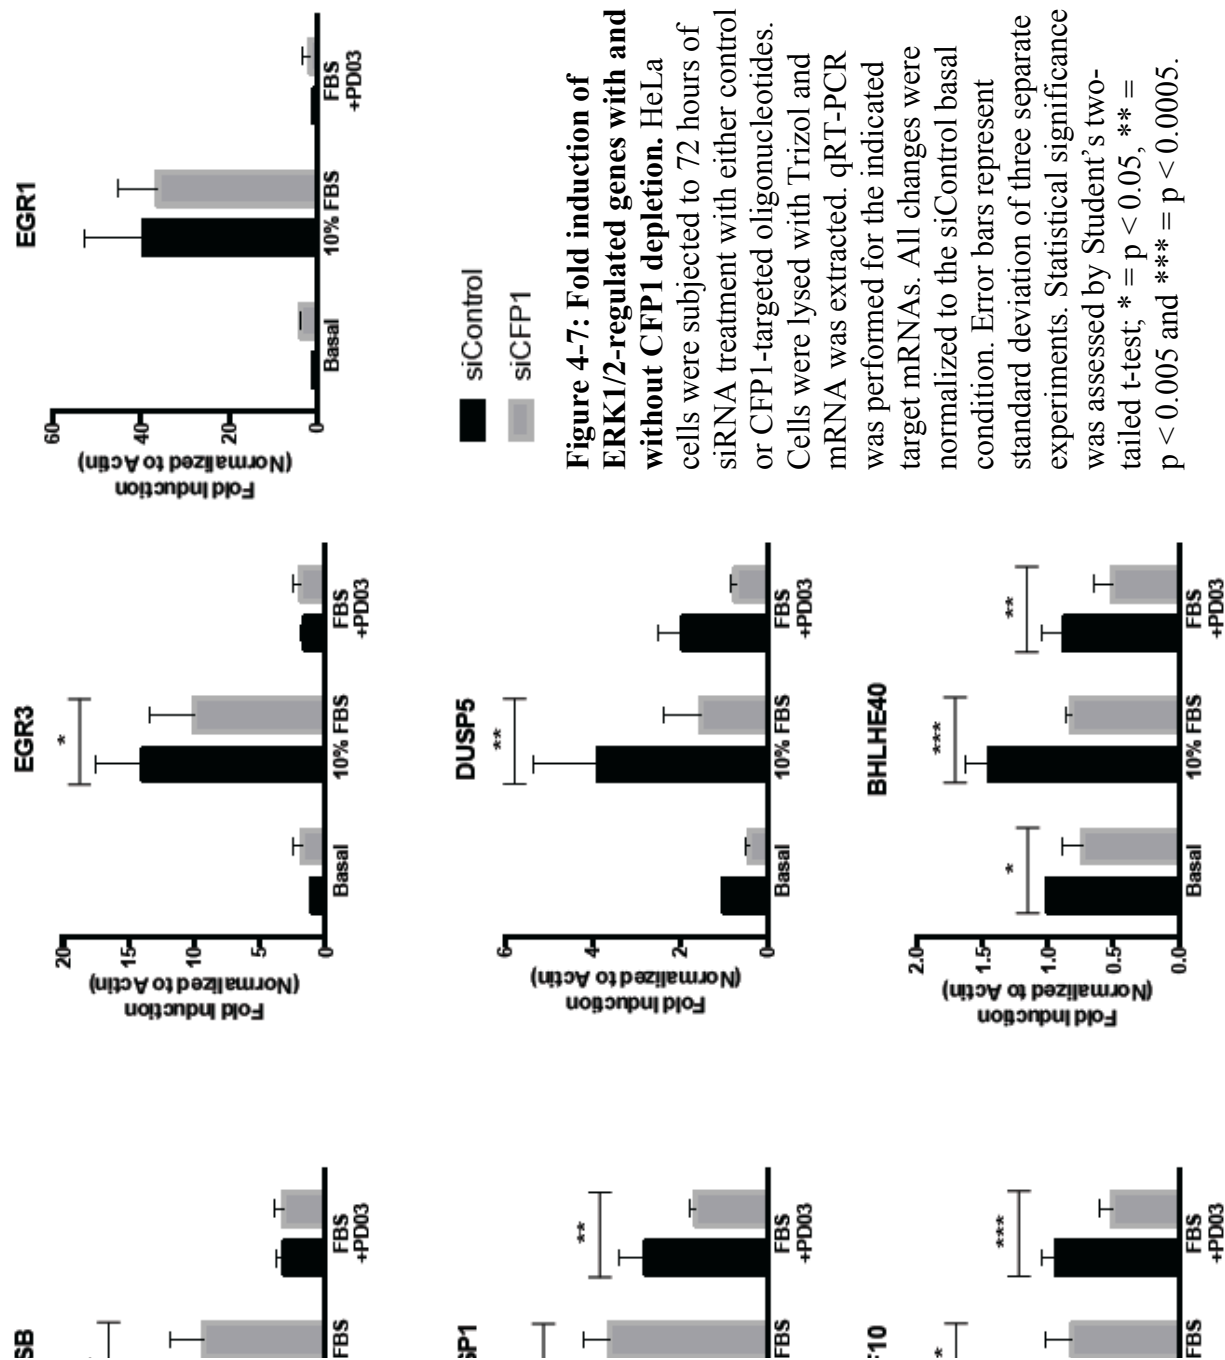 EGR1
Fold Induction
(Normalized to Actin)
60
40
20
0
Basal
10% FBS
FBS
+PD03
siControl
siCFP1
EGR3
*
Fold Induction
(Normalized to Actin)
20
15
10
5
0
Basal
10% FBS
FBS
+PD03
DUSP5
**
Fold Induction
(Normalized to Actin)
6
4
2
0
Basal
10% FBS
FBS
+PD03
BHLHE40
*
***
**
Fold Induction
(Normalized to Actin)
2.0
1.5
1.0
0.5
0.0
Basal
10% FBS
FBS
+PD03
SB
FBS
FBS
+PD03
SP1
**
FBS
FBS
+PD03
F10
***
FBS
FBS
+PD03
Figure 4-7: Fold induction of
ERK1/2-regulated genes with and
without CFP1 depletion. HeLa
cells were subjected to 72 hours of
siRNA treatment with either control
or CFP1-targeted oligonucleotides.
Cells were lysed with Trizol and
mRNA was extracted. qRT-PCR
was performed for the indicated
target mRNAs. All changes were
normalized to the siControl basal
condition. Error bars represent
standard deviation of three separate
experiments. Statistical significance
was assessed by Student's two-
tailed t-test; * = p < 0.05, ** =
p < 0.005 and *** = p < 0.0005.